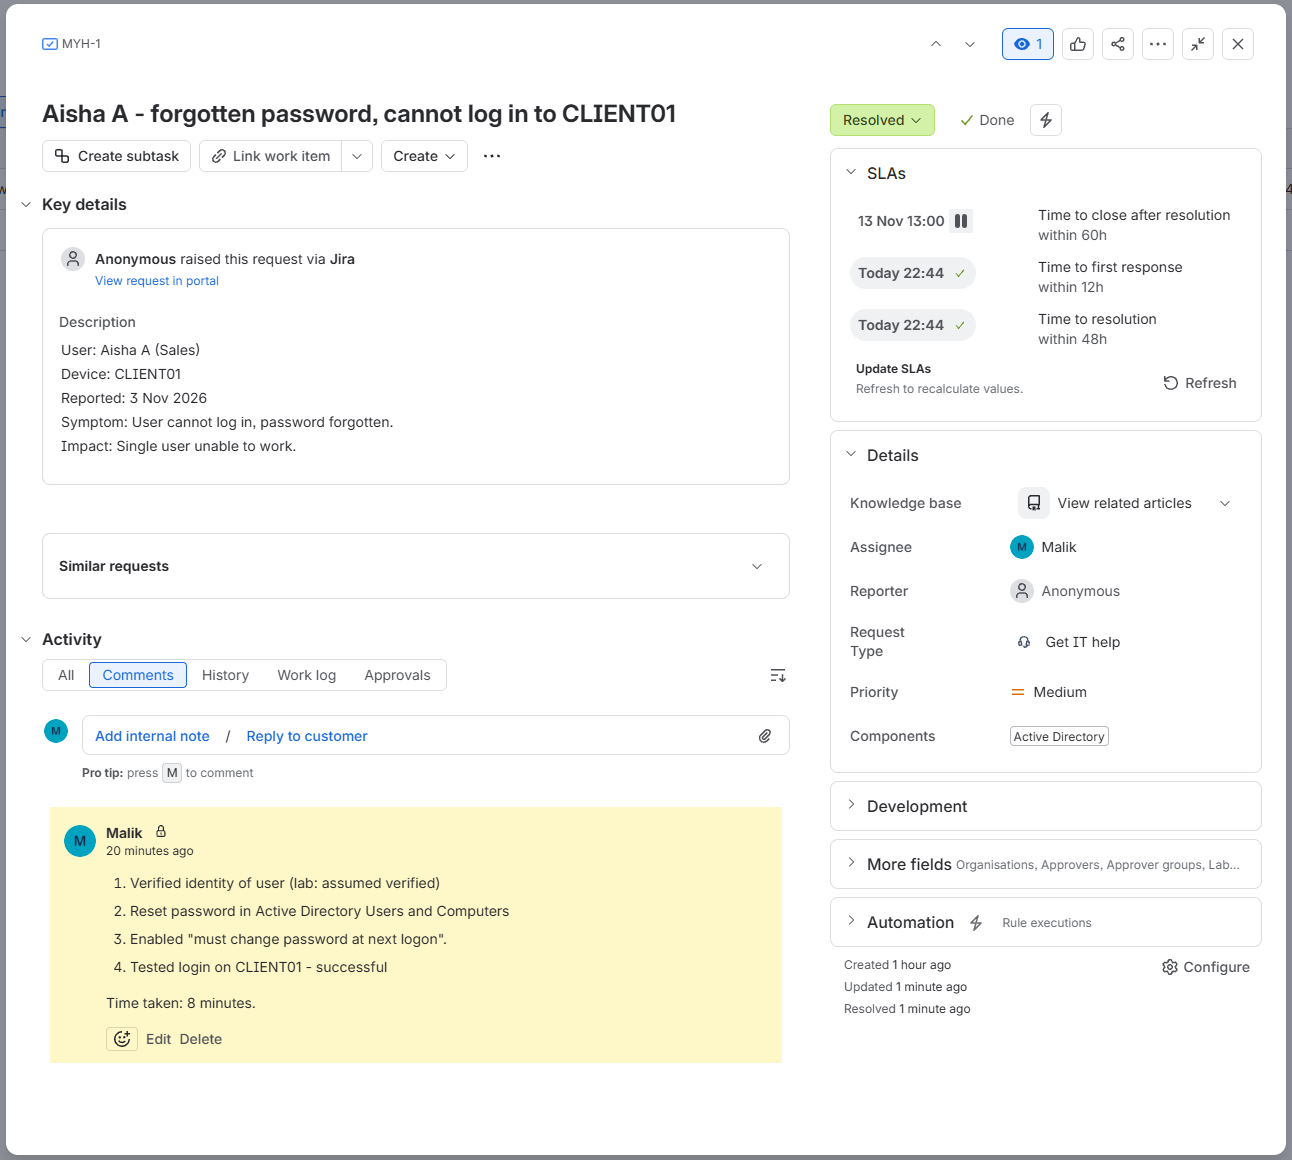 MYH-1
1
Aisha A - forgotten password, cannot log in to CLIENT01
Create subtask
Link work item
Create
Key details
Anonymous raised this request via Jira
View request in portal
Description
User: Aisha A (Sales)
Device: CLIENT01
Reported: 3 Nov 2026
Symptom: User cannot log in, password forgotten.
Impact: Single user unable to work.
Similar requests
Activity
All Comments History Work log Approvals
M
Add internal note / Reply to customer
Pro tip: press M to comment
M
Malik
20 minutes ago
1. Verified identity of user (lab: assumed verified)
2. Reset password in Active Directory Users and Computers
3. Enabled "must change password at next logon".
4. Tested login on CLIENT01 - successful
Time taken: 8 minutes.
Edit Delete
Resolved
Done
SLAs
13 Nov 13:00
Time to close after resolution
within 60h
Today 22:44
Time to first response
within 12h
Today 22:44
Time to resolution
within 48h
Update SLAs
Refresh to recalculate values.
Refresh
Details
Knowledge base
View related articles
Assignee
M
Malik
Reporter
Anonymous
Request
Type
Get IT help
Priority
Medium
Components
Active Directory
Development
More fields Organisations, Approvers, Approver groups, Lab...
Automation Rule executions
Created 1 hour ago
Configure
Updated 1 minute ago
Resolved 1 minute ago